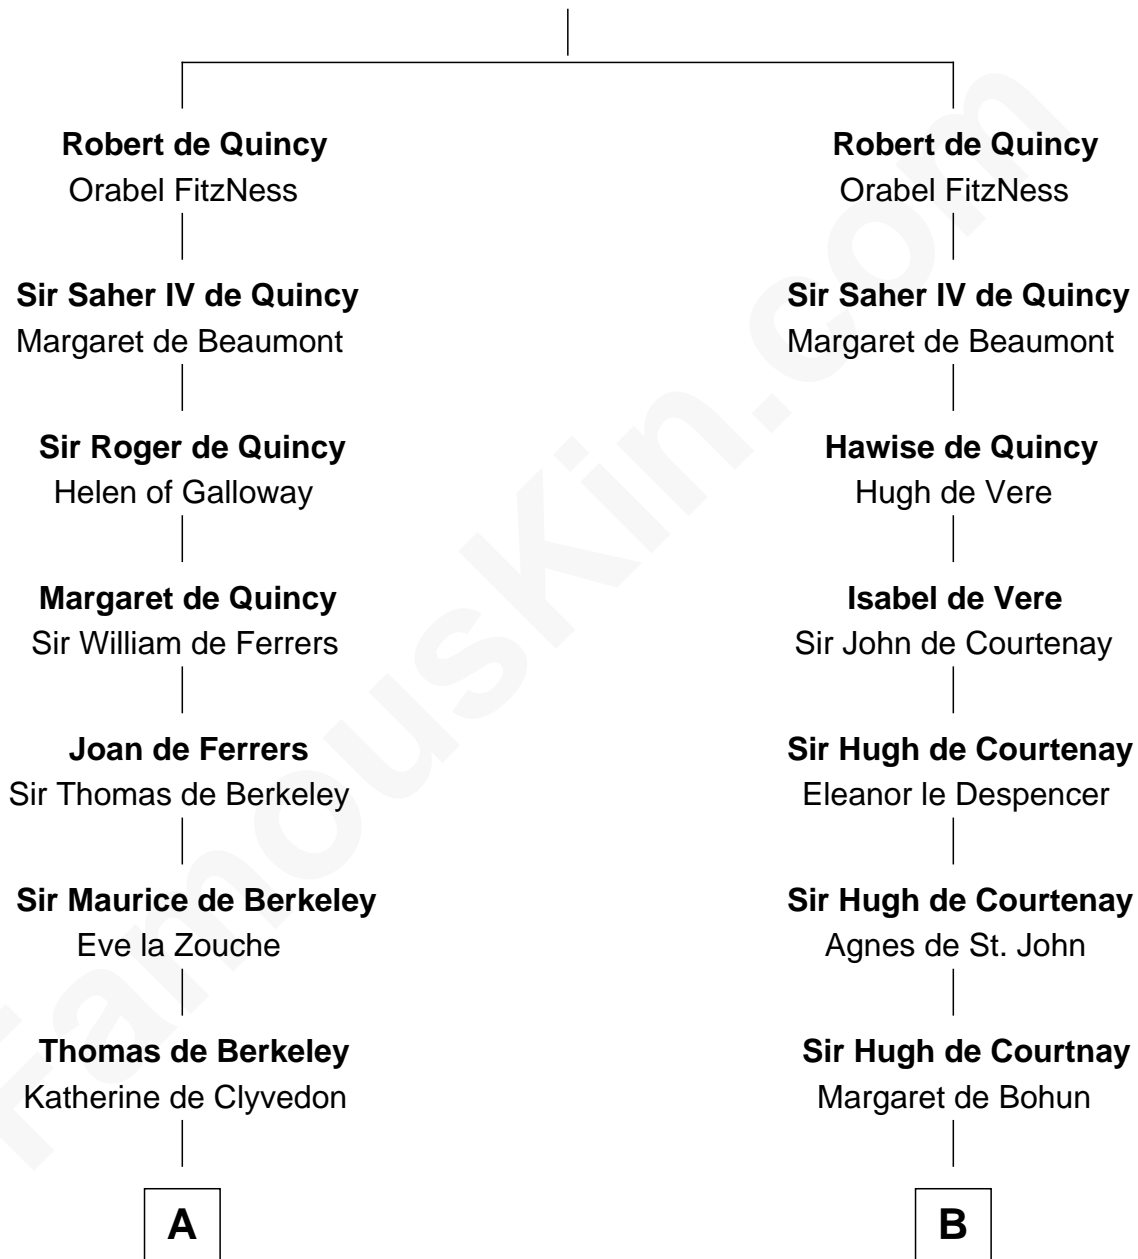 Robert de Quincy
Orabel FitzNess
Sir Saher IV de Quincy
Margaret de Beaumont
Sir Roger de Quincy
Helen of Galloway
Margaret de Quincy
Sir William de Ferrers
Joan de Ferrers
Sir Thomas de Berkeley
Sir Maurice de Berkeley
Eve la Zouche
Thomas de Berkeley
Katherine de Clyvedon
A
Robert de Quincy
Orabel FitzNess
Sir Saher IV de Quincy
Margaret de Beaumont
Hawise de Quincy
Hugh de Vere
Isabel de Vere
Sir John de Courtenay
Sir Hugh de Courtenay
Eleanor le Despencer
Sir Hugh de Courtenay
Agnes de St. John
Sir Hugh de Courtnay
Margaret de Bohun
B
FamousKin.com